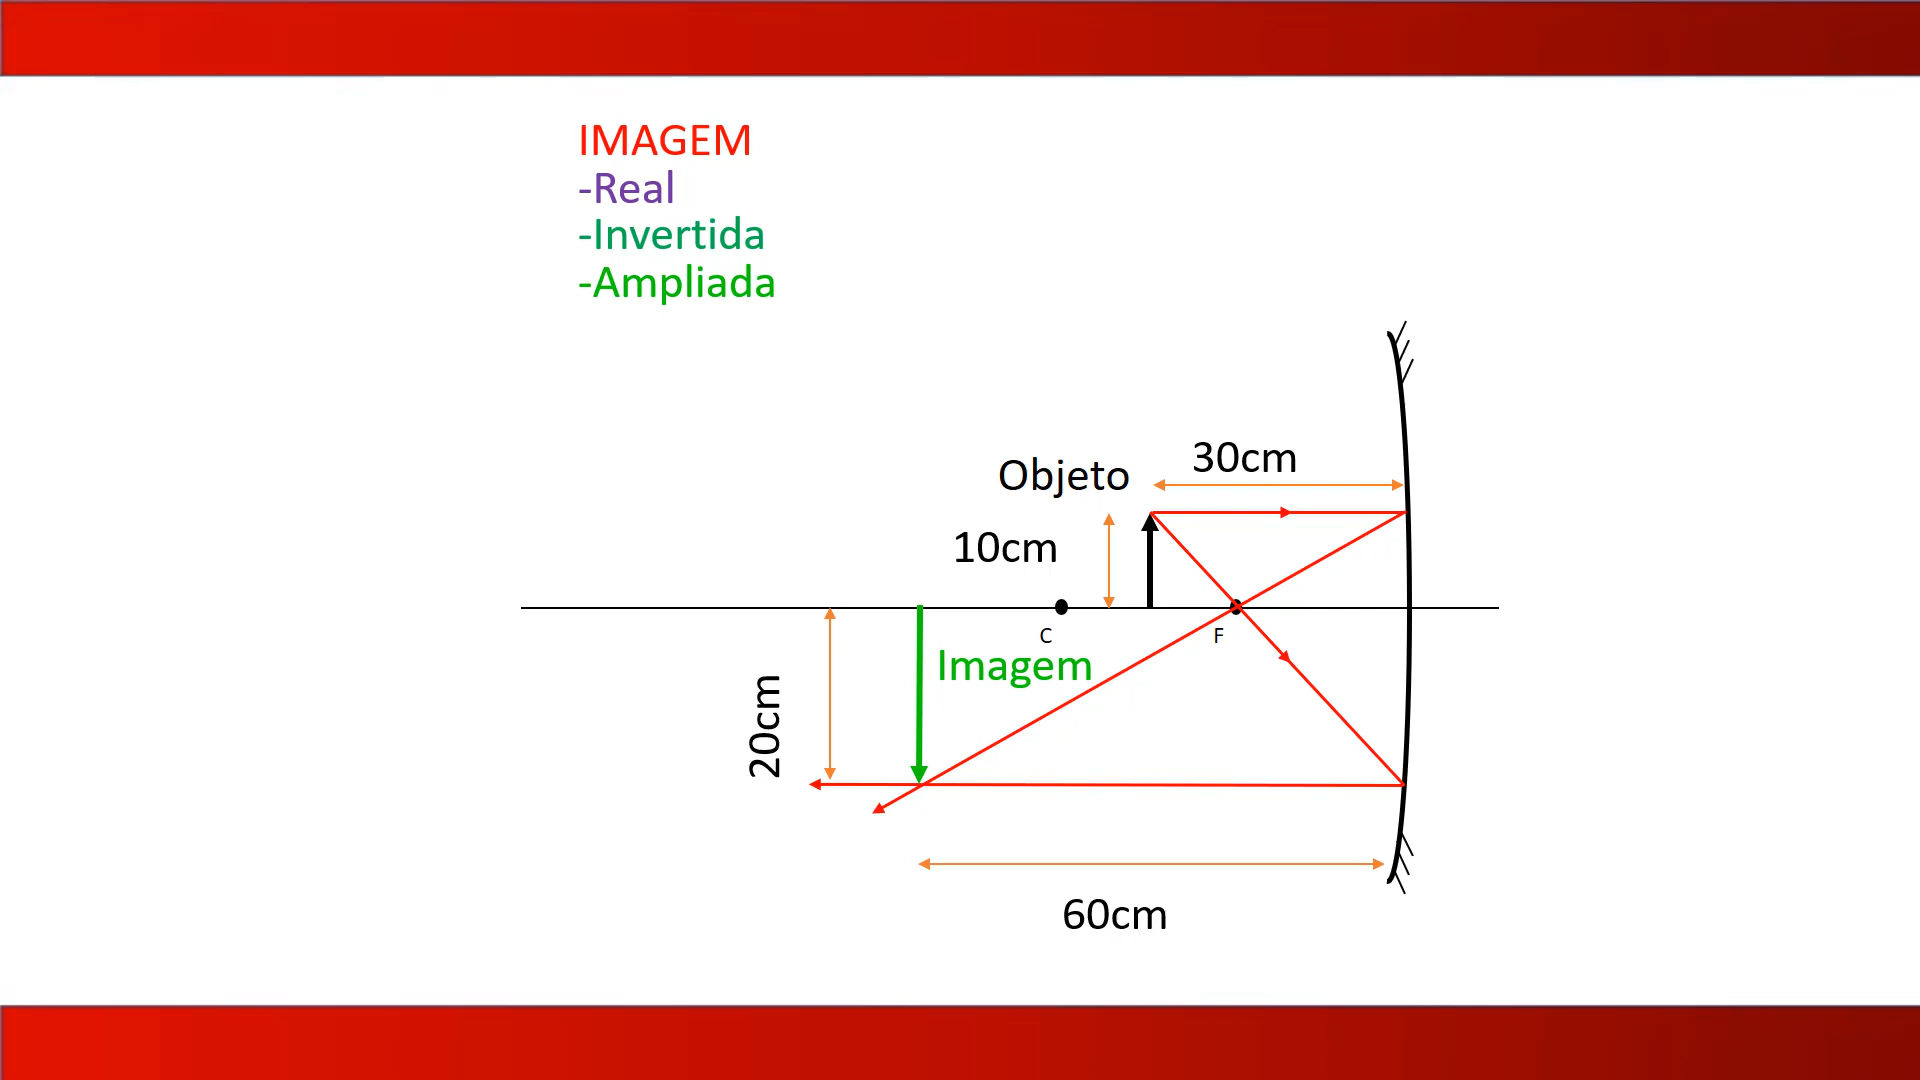 IMAGEM
-Real
-Invertida
-Ampliada
30cm
Objeto
10cm
C
F
Imagem
20cm
60cm